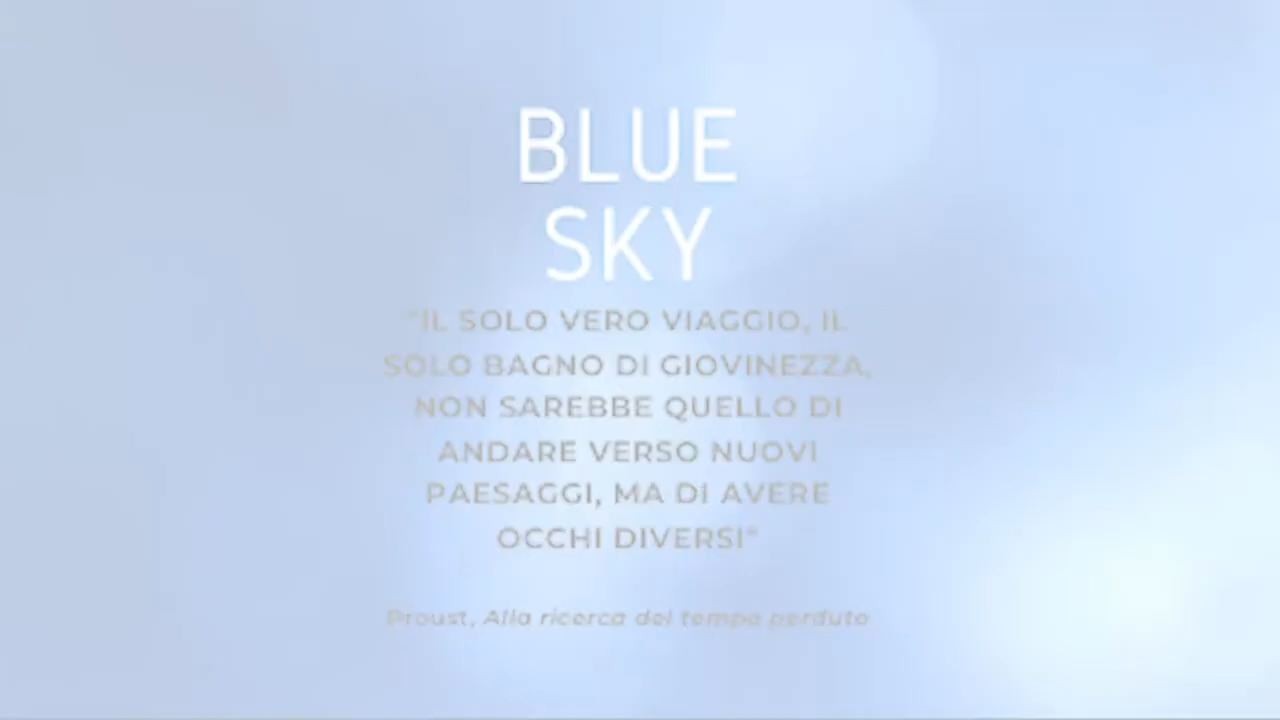 BLUE
SKY
"IL SOLO VERO VIAGGIO, IL
SOLO BAGNO DI GIOVINEZZA,
NON SAREBBE QUELLO DI
ANDARE VERSO NUOVI
PAESAGGI, MA DI AVERE
OCCHI DIVERSI"
Proust, Alla ricerca del tempo perduto